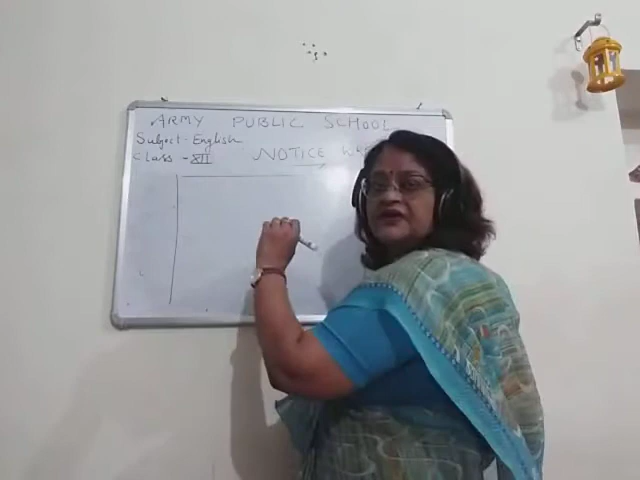 ARMY PUBLIC SCHOOL
Subject - English
Class - XII
NOTICE